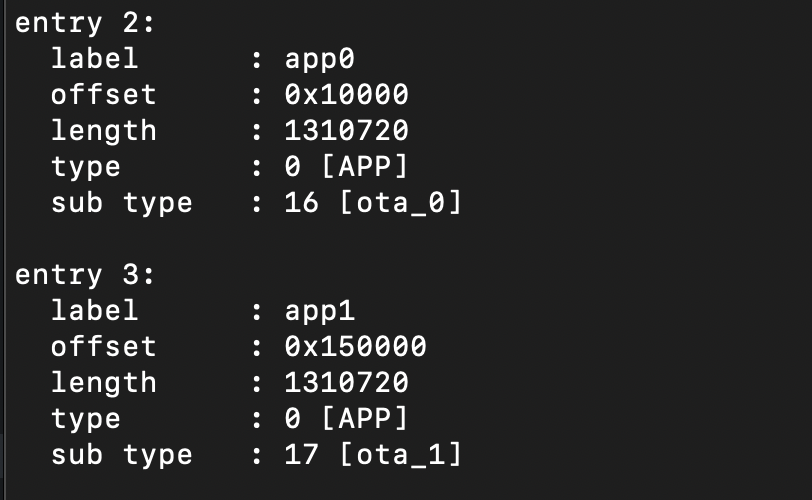 entry 2:
  label      : app0
  offset     : 0x10000
  length     : 1310720
  type       : 0 [APP]
  sub type   : 16 [ota_0]

entry 3:
  label      : app1
  offset     : 0x150000
  length     : 1310720
  type       : 0 [APP]
  sub type   : 17 [ota_1]